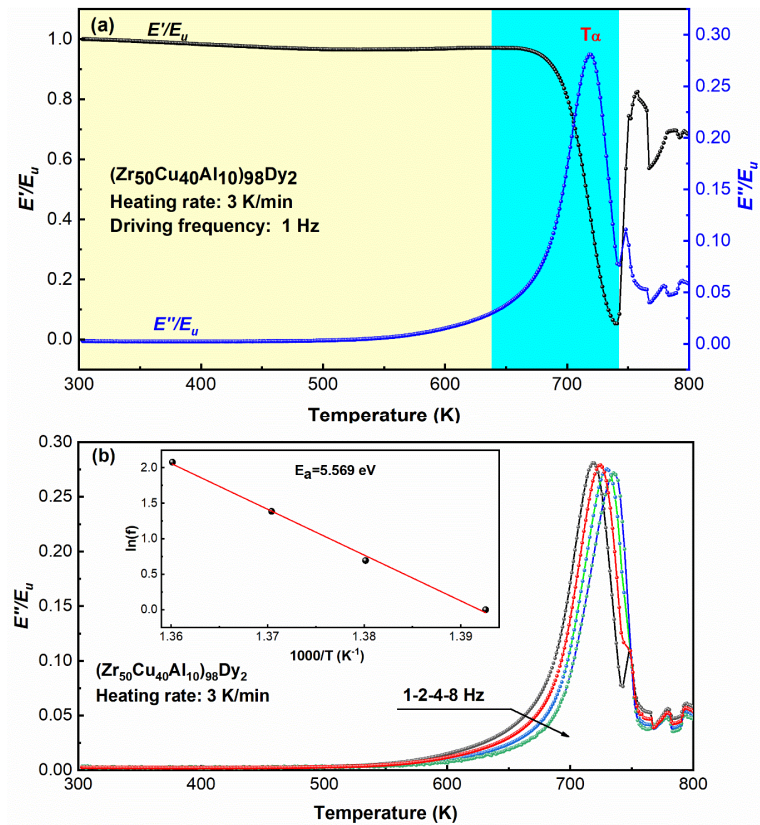 (a)
E'/Eu
Tα
(Zr50Cu40Al10)98Dy2
Heating rate: 3 K/min
Driving frequency: 1 Hz
E''/Eu
E'/Eu
1.0
0.8
0.6
0.4
0.2
0.0
0.30
0.25
0.20
0.15
0.10
0.05
0.00
E''/Eu
300 400 500 600 700 800
Temperature (K)
(b)
E''/Eu
0.30
0.25
0.20
0.15
0.10
0.05
0.00
Ea=5.569 eV
ln(f)
2.0
1.5
1.0
0.5
0.0
1.36 1.37 1.38 1.39
1000/T (K-1)
(Zr50Cu40Al10)98Dy2
Heating rate: 3 K/min
1-2-4-8 Hz
300 400 500 600 700 800
Temperature (K)